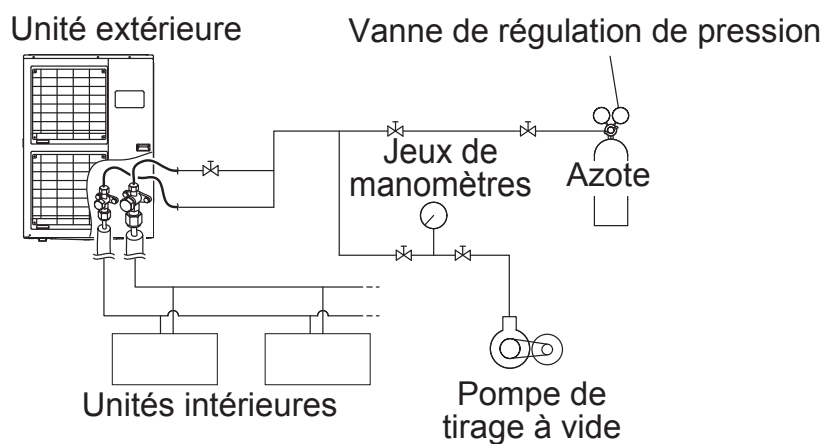 Unité extérieure
Vanne de régulation de pression
Jeux de
manomètres
Azote
Unités intérieures
Pompe de
tirage à vide